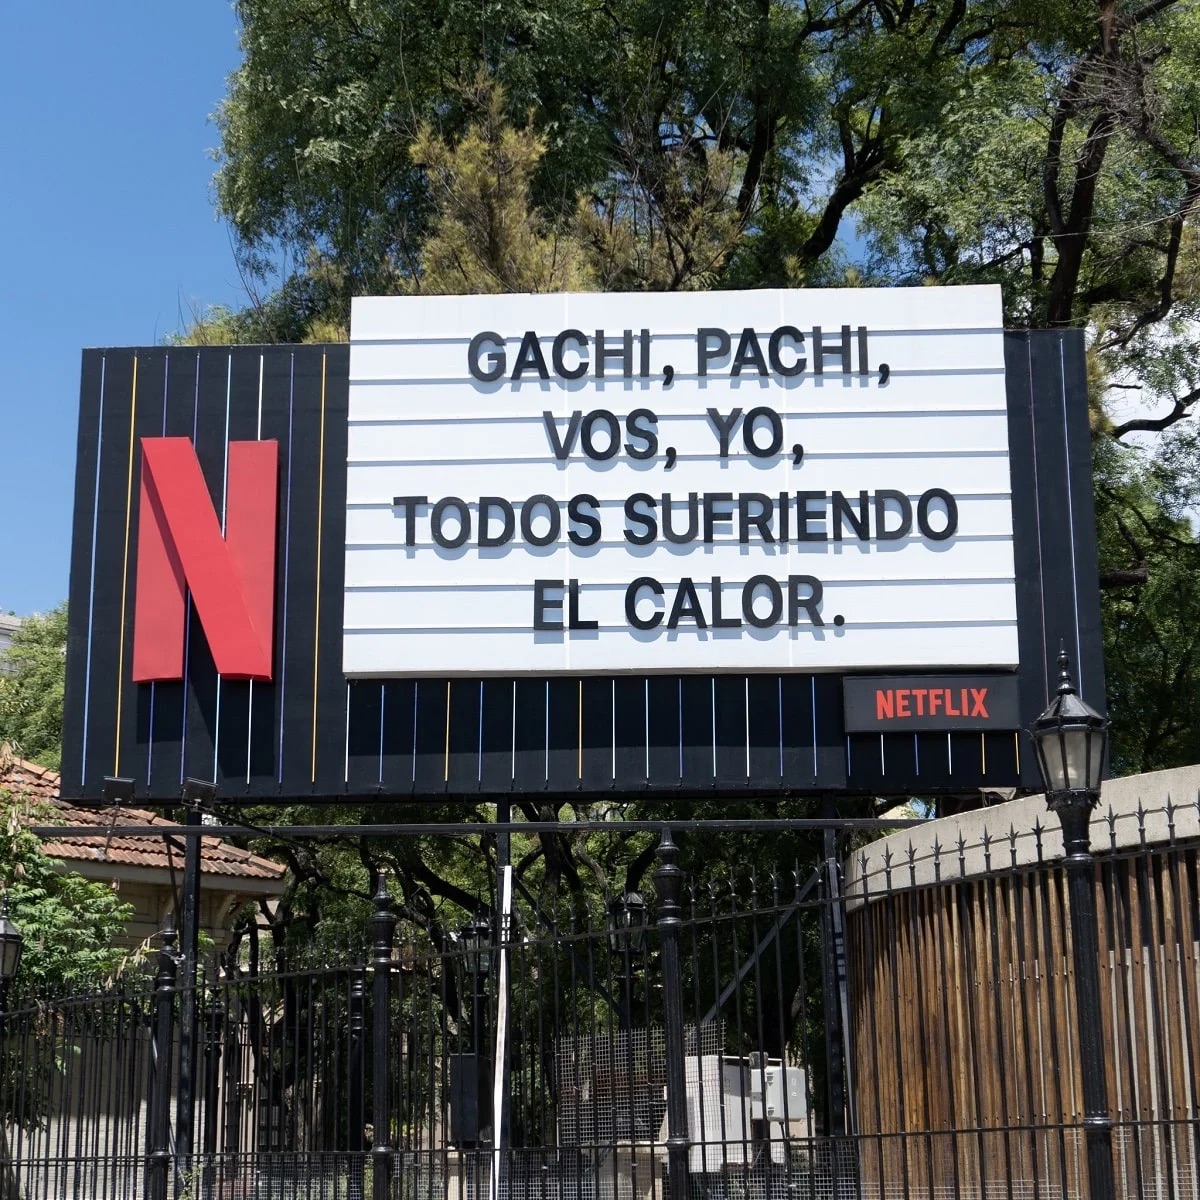 GACHI, PACHI,
VOS, YO,
TODOS SUFRIENDO
EL CALOR.
N
NETFLIX